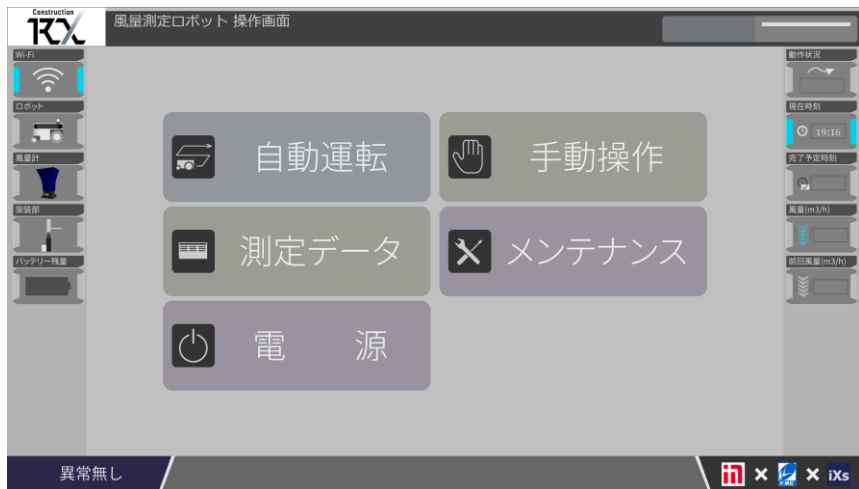 Construction
RX
風量測定ロボット 操作画面
Wi-Fi
ロボット
風量計
架装部
バッテリー残量
自動運転
手動操作
測定データ
メンテナンス
電 源
動作状況
現在時刻
19:16
完了予定時刻
風量(m3/h)
前回風量(m3/h)
異常無し
× KMC × iXs